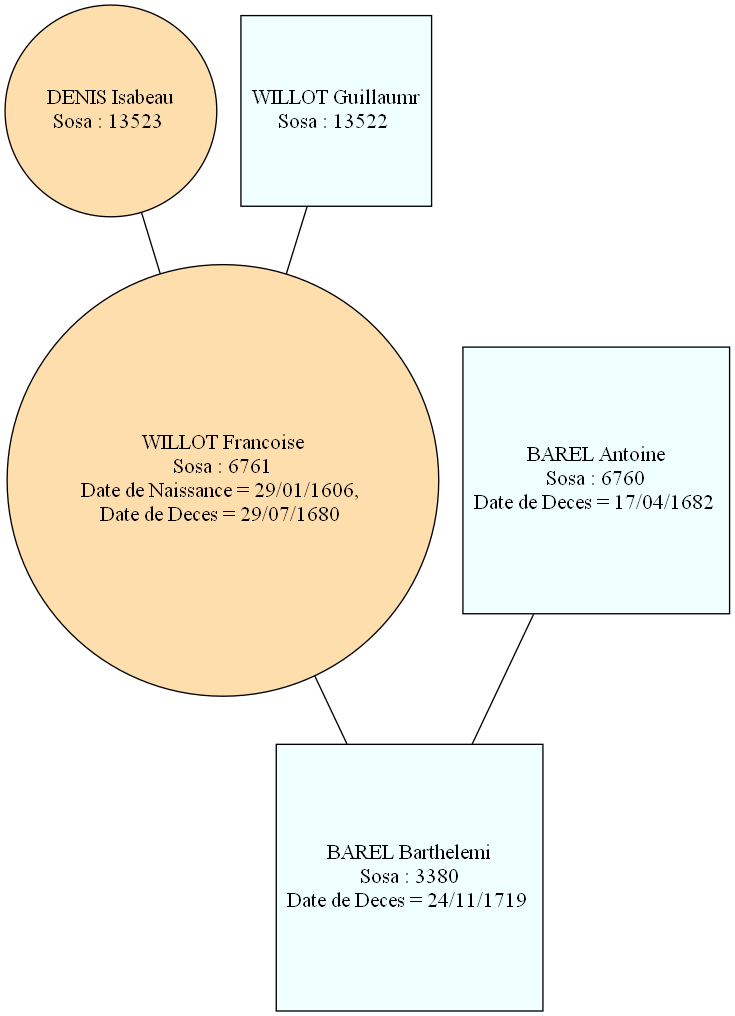 DENIS Isabeau
Sosa : 13523
WILLOT Guillaumr
Sosa : 13522
WILLOT Francoise
Sosa : 6761
Date de Naissance = 29/01/1606,
Date de Deces = 29/07/1680
BAREL Antoine
Sosa : 6760
Date de Deces = 17/04/1682
BAREL Barthelemi
Sosa : 3380
Date de Deces = 24/11/1719